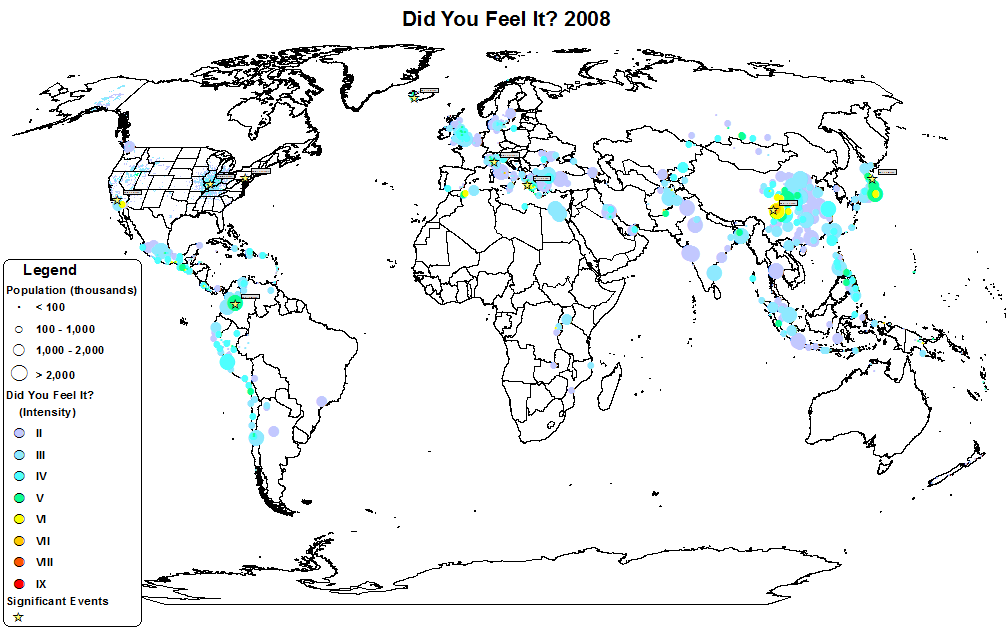 Did You Feel It? 2008
Legend
Population (thousands)
< 100
100 - 1,000
1,000 - 2,000
> 2,000
Did You Feel It?
(Intensity)
II
III
IV
V
VI
VII
VIII
IX
Significant Events